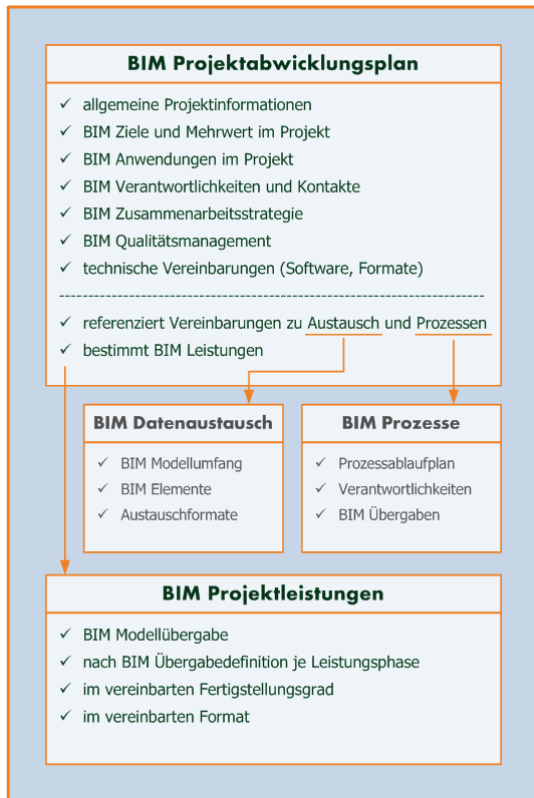 BIM Projektabwicklungsplan
allgemeine Projektinformationen
BIM Ziele und Mehrwert im Projekt
BIM Anwendungen im Projekt
BIM Verantwortlichkeiten und Kontakte
BIM Zusammenarbeitsstrategie
BIM Qualitätsmanagement
technische Vereinbarungen (Software, Formate)
referenziert Vereinbarungen zu Austausch und Prozessen
bestimmt BIM Leistungen
BIM Datenaustausch
BIM Modellumfang
BIM Elemente
Austauschformate
BIM Prozesse
Prozessablaufplan
Verantwortlichkeiten
BIM Übergaben
BIM Projektleistungen
BIM Modellübergabe
nach BIM Übergabedefinition je Leistungsphase
im vereinbarten Fertigstellungsgrad
im vereinbarten Format